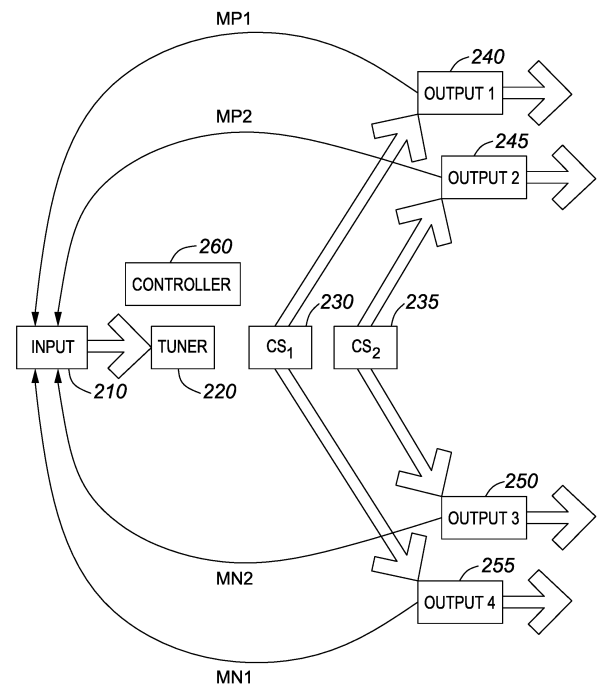 MP1
240
OUTPUT 1
MP2
245
OUTPUT 2
260
CONTROLLER
230
235
INPUT
TUNER
CS1
CS2
210
220
250
OUTPUT 3
MN2
255
OUTPUT 4
MN1